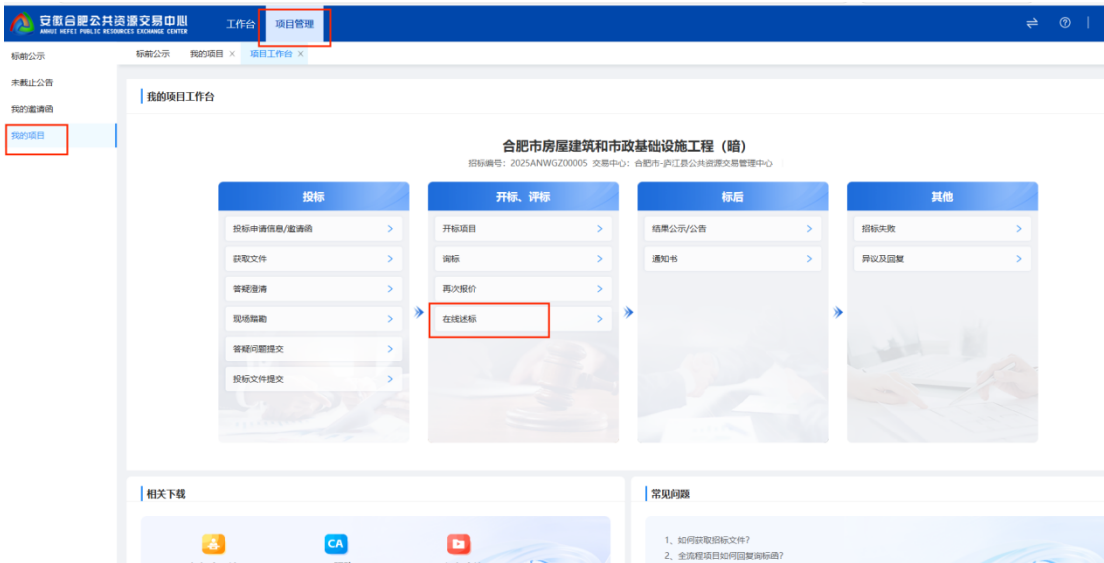 安徽合肥公共资源交易中心
ANHUI HEFEI PUBLIC RESOURCES EXCHANGE CENTER
工作台 项目管理
标前公示
未截止公告
我的邀请函
我的项目
标前公示 我的项目 × 项目工作台 ×
我的项目工作台
合肥市房屋建筑和市政基础设施工程（暗）
招标编号：2025ANWGZ00005 交易中心：合肥市-庐江县公共资源交易管理中心
投标
投标申请信息/邀请函
获取文件
答疑澄清
现场踏勘
答疑问题提交
投标文件提交
开标、评标
开标项目
询标
再次报价
在线述标
标后
结果公示/公告
通知书
其他
招标失败
异议及回复
相关下载
CA
常见问题
1、如何获取招标文件？
2、全流程项目如何回复询标函？